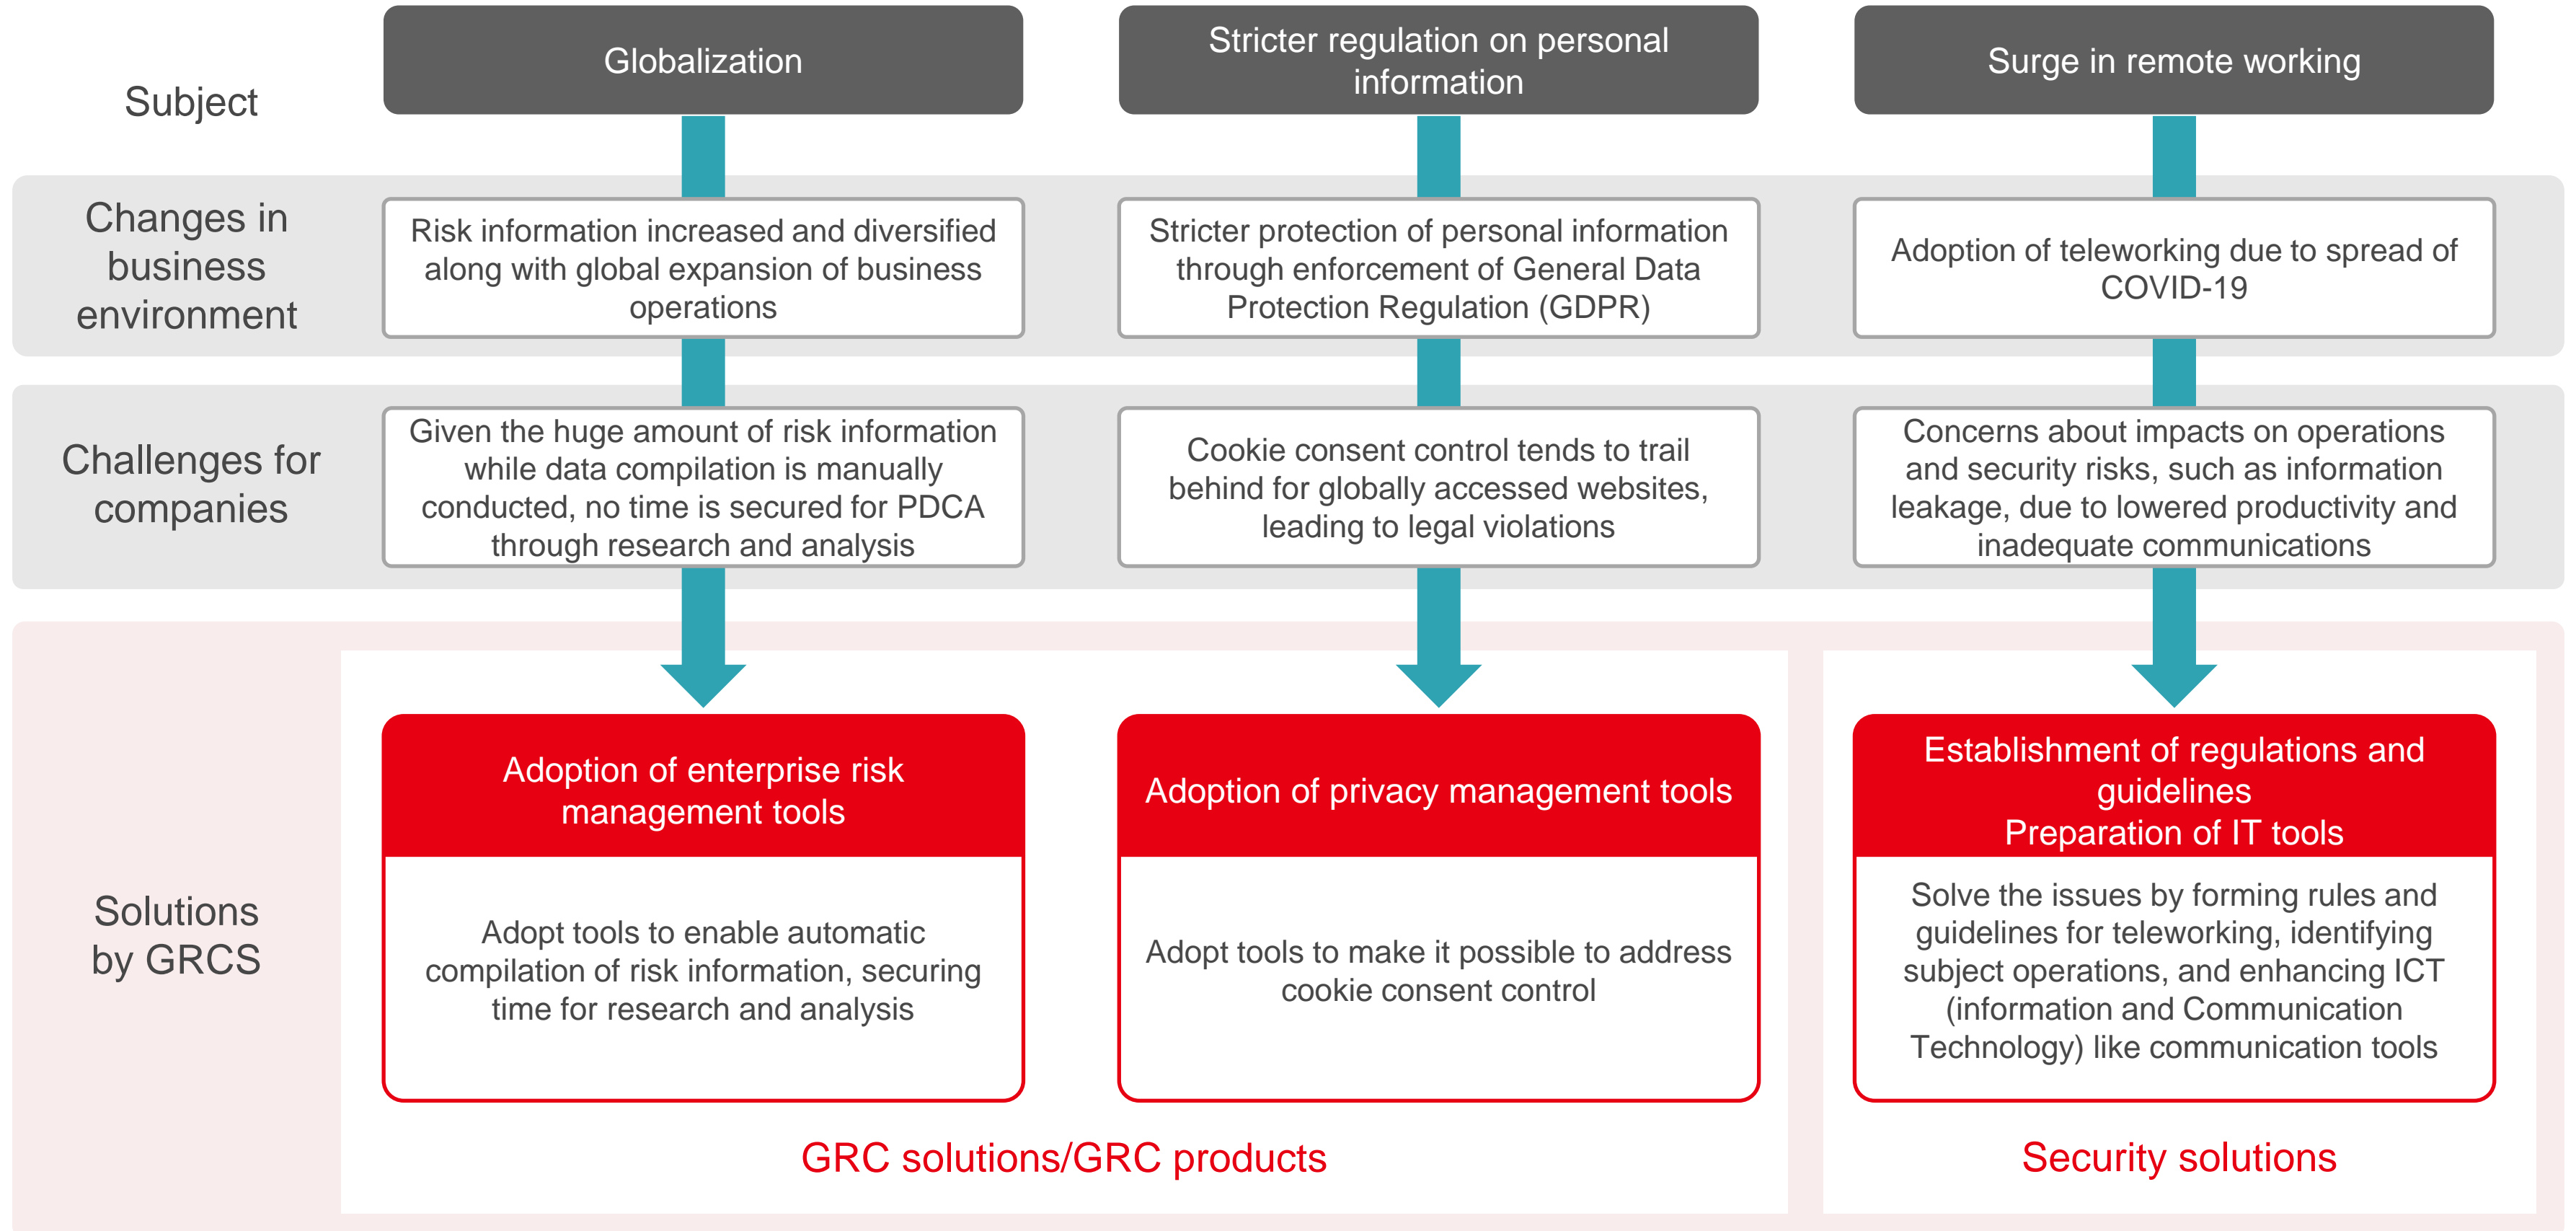 Subject
Globalization
Stricter regulation on personal
information
Surge in remote working
Changes in
business
environment
Risk information increased and diversified
along with global expansion of business
operations
Stricter protection of personal information
through enforcement of General Data
Protection Regulation (GDPR)
Adoption of teleworking due to spread of
COVID-19
Challenges for
companies
Given the huge amount of risk information
while data compilation is manually
conducted, no time is secured for PDCA
through research and analysis
Cookie consent control tends to trail
behind for globally accessed websites,
leading to legal violations
Concerns about impacts on operations
and security risks, such as information
leakage, due to lowered productivity and
inadequate communications
Solutions
by GRCS
Adoption of enterprise risk
management tools
Adopt tools to enable automatic
compilation of risk information, securing
time for research and analysis
Adoption of privacy management tools
Adopt tools to make it possible to address
cookie consent control
Establishment of regulations and
guidelines
Preparation of IT tools
Solve the issues by forming rules and
guidelines for teleworking, identifying
subject operations, and enhancing ICT
(information and Communication
Technology) like communication tools
GRC solutions/GRC products
Security solutions